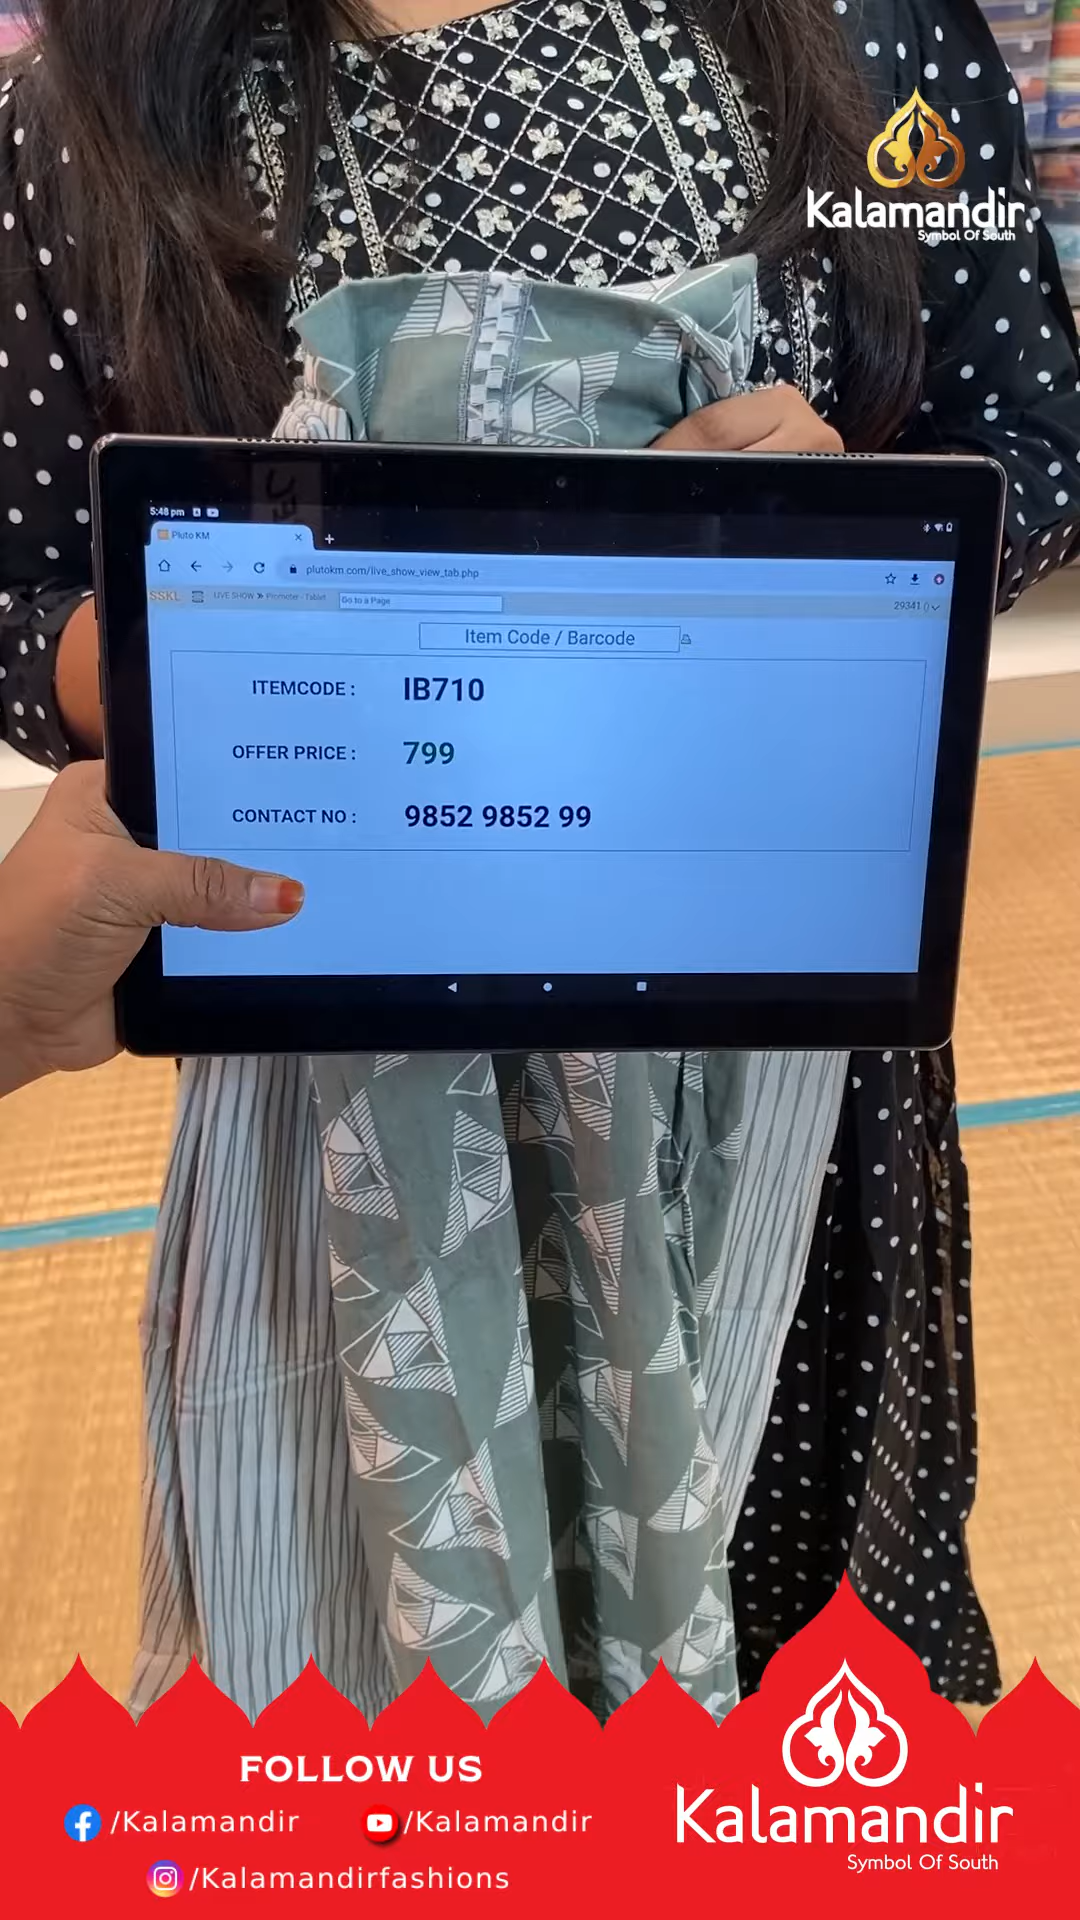 Kalamandir
Symbol Of South
5:48 pm
Pluto KM
plutokm.com/live_show_view_tab.php
SSKL
LIVE SHOW » Promoter - Tablet
Go to a Page
29341 ()
Item Code / Barcode
ITEMCODE : IB710
OFFER PRICE : 799
CONTACT NO : 9852 9852 99
FOLLOW US
/Kalamandir /Kalamandir
/Kalamandirfashions
Kalamandir
Symbol Of South